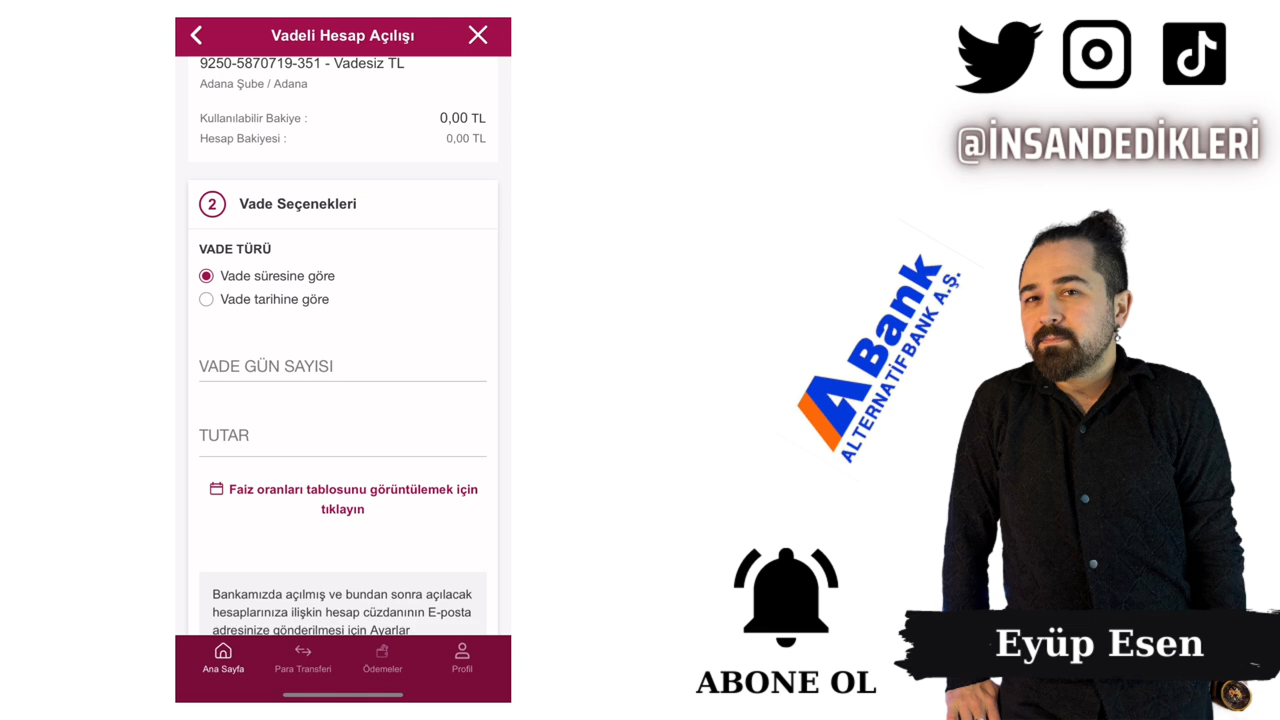 Vadeli Hesap Açılışı
9250-5870719-351 - Vadesiz TL
Adana Şube / Adana
Kullanılabilir Bakiye : 0,00 TL
Hesap Bakiyesi : 0,00 TL
2 Vade Seçenekleri
VADE TÜRÜ
Vade süresine göre
Vade tarihine göre
VADE GÜN SAYISI
TUTAR
Faiz oranları tablosunu görüntülemek için
tıklayın
Bankamızda açılmış ve bundan sonra açılacak
hesaplarınıza ilişkin hesap cüzdanının E-posta
adresinize gönderilmesi için Ayarlar
Ana Sayfa
Para Transferi
Ödemeler
Profil
@İNSANDEDİKLERİ
ABank
ALTERNATİFBANK A.Ş.
ABONE OL
Eyüp Esen